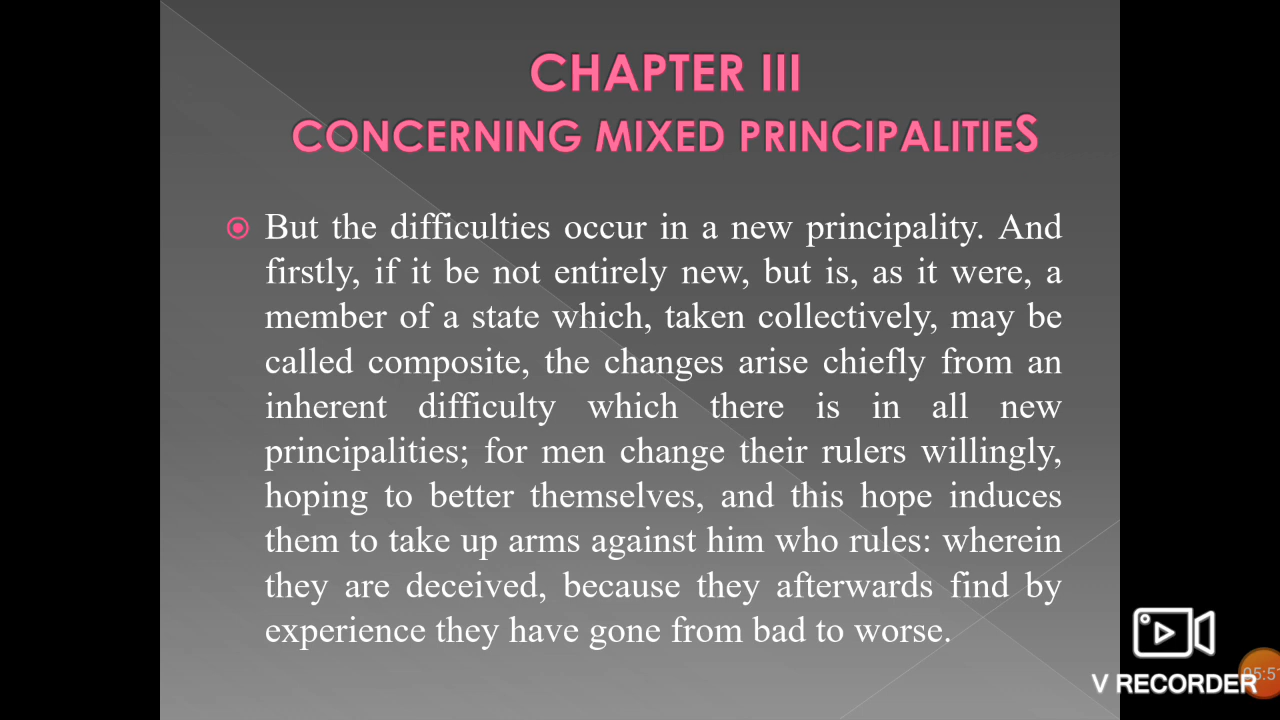 CHAPTER III
CONCERNING MIXED PRINCIPALITIES
But the difficulties occur in a new principality. And
firstly, if it be not entirely new, but is, as it were, a
member of a state which, taken collectively, may be
called composite, the changes arise chiefly from an
inherent difficulty which there is in all new
principalities; for men change their rulers willingly,
hoping to better themselves, and this hope induces
them to take up arms against him who rules: wherein
they are deceived, because they afterwards find by
experience they have gone from bad to worse.
V RECORDER